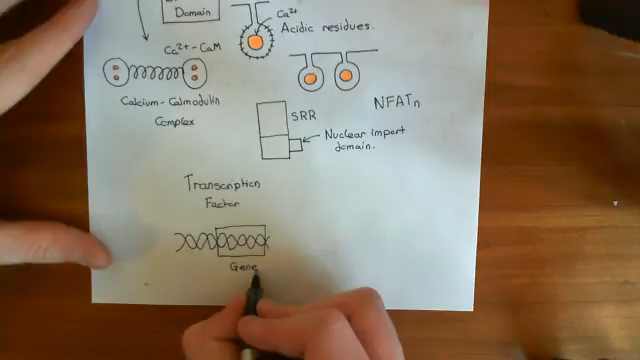 Domain
Ca2+
Acidic residues.
Ca2+-CaM
Calcium-Calmodulin
Complex
NFATn
SRR
Nuclear Import
domain.
Transcription
Factor
Gene